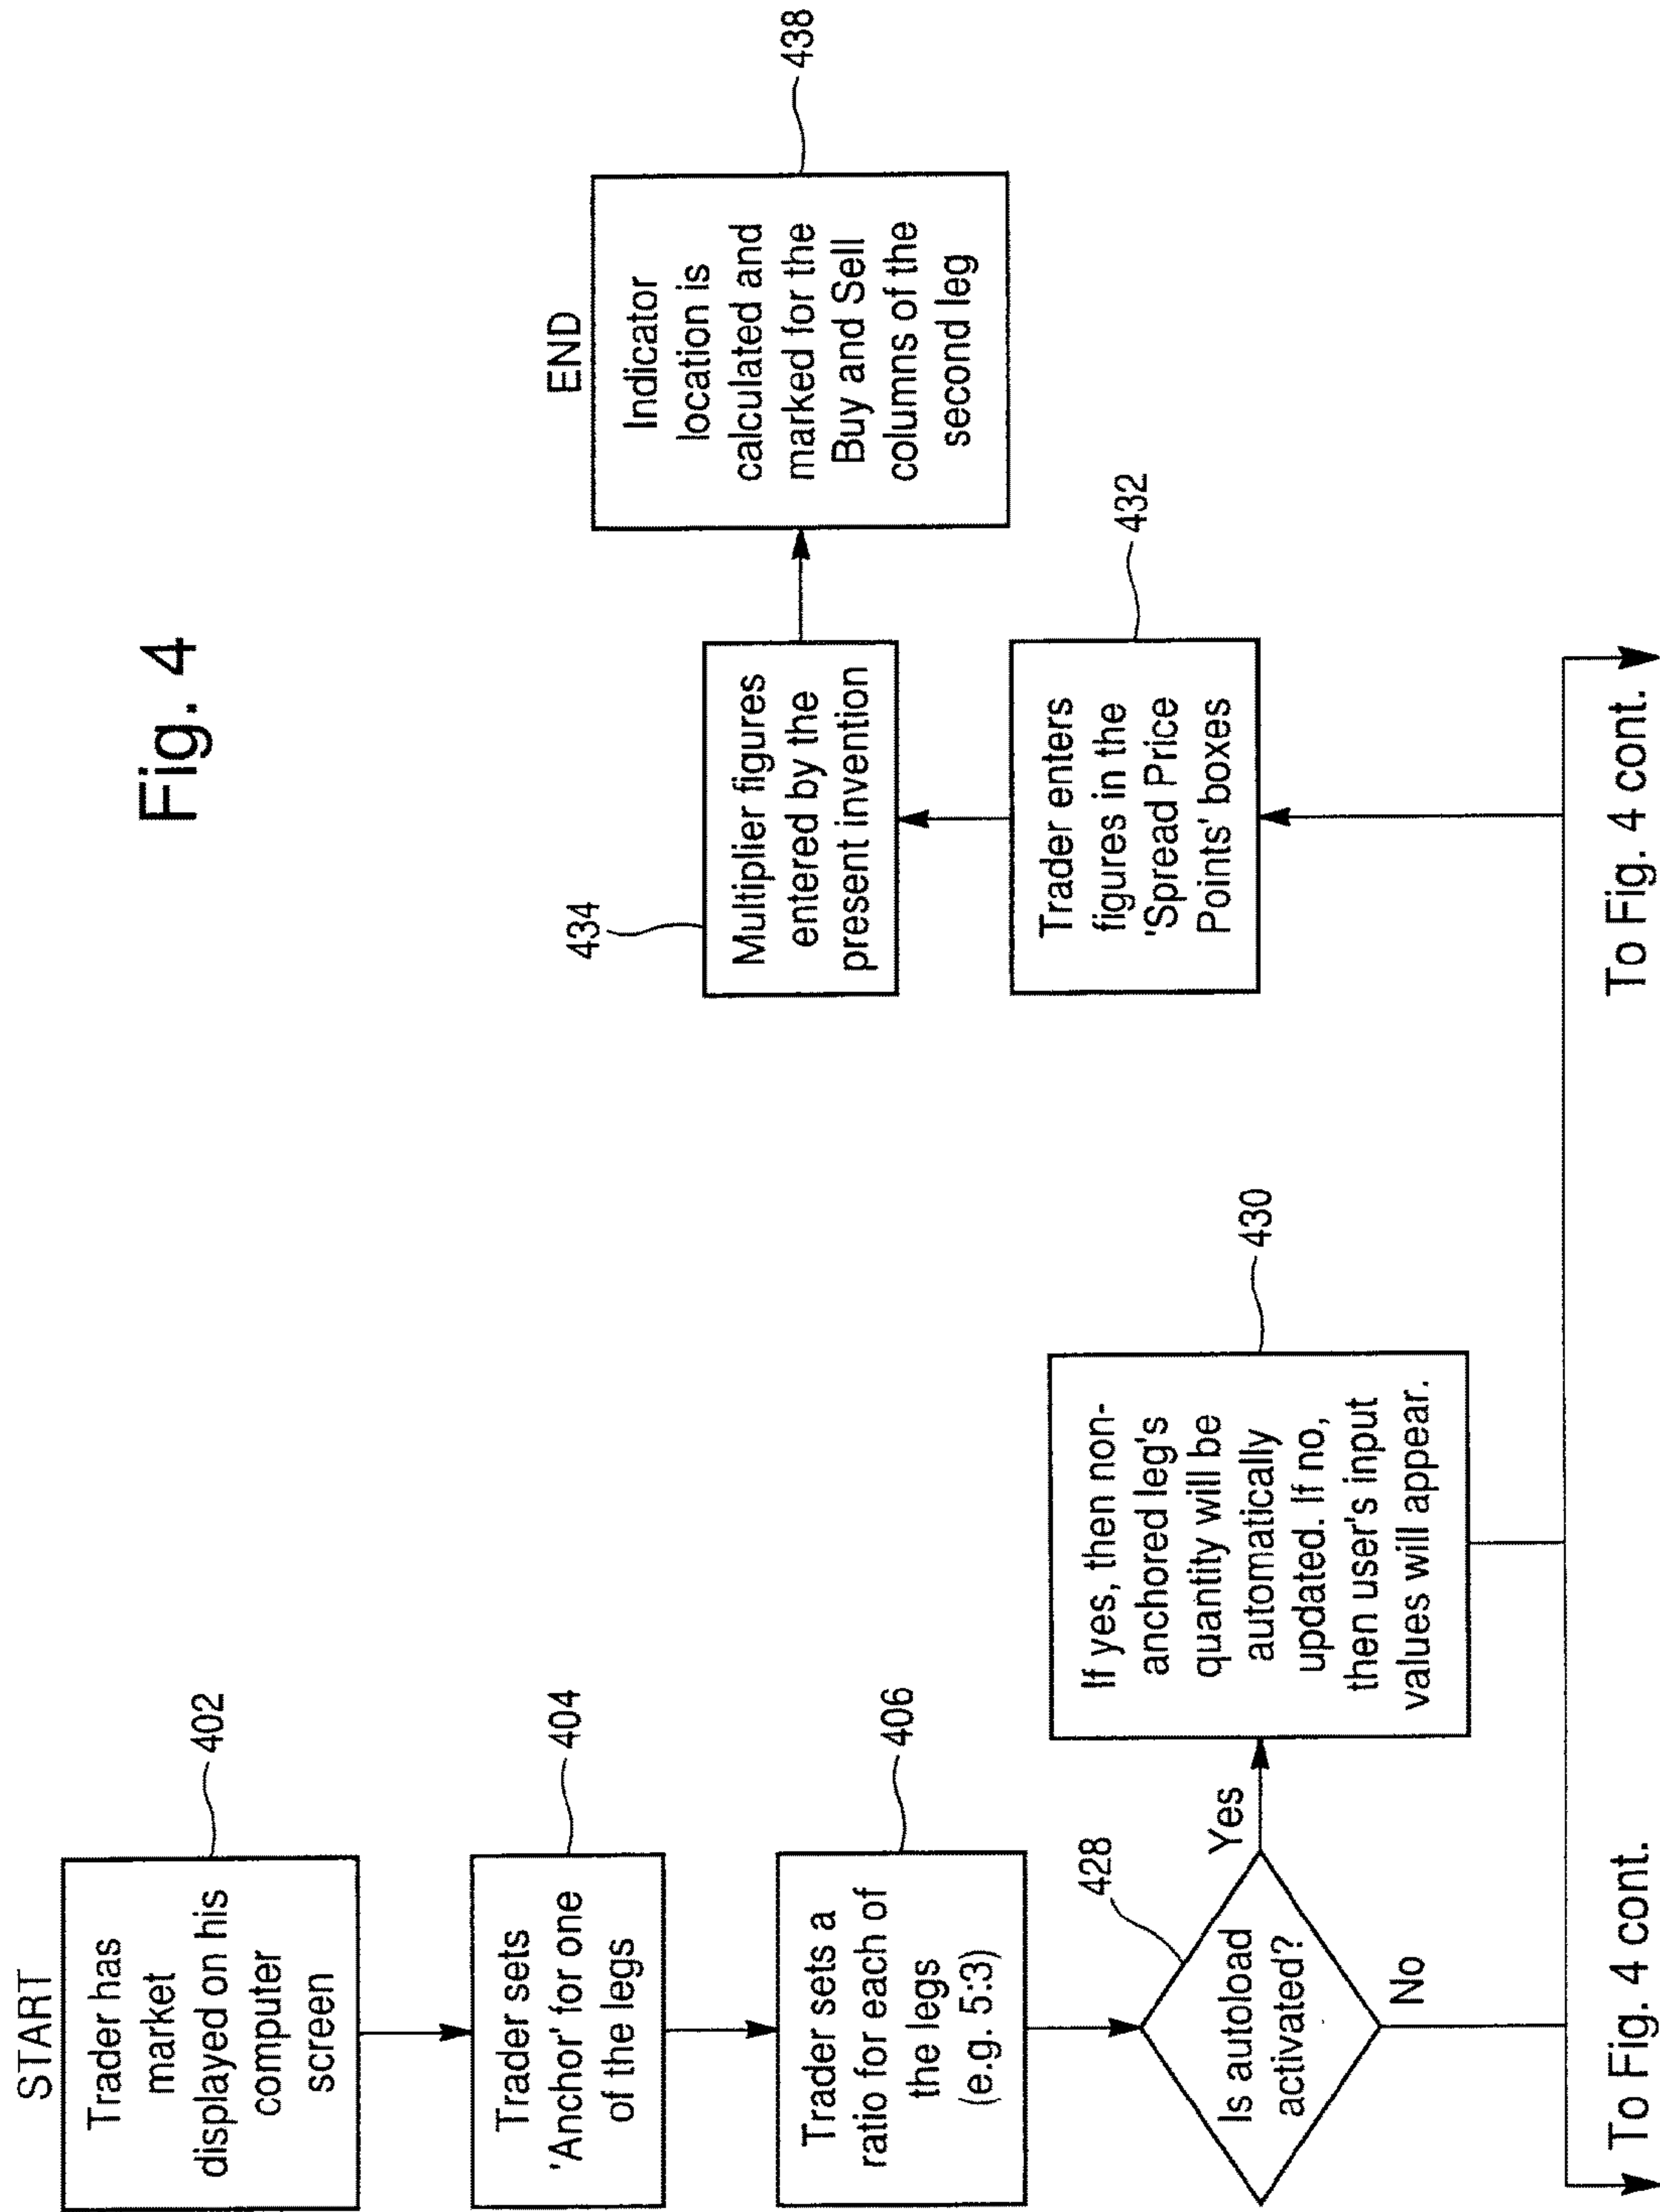 Fig. 4
START
Trader has
market
displayed on his
computer
screen
402
Trader sets
'Anchor' for one
of the legs
404
Trader sets a
ratio for each of
the legs
(e.g. 5:3)
406
Is autoload
activated?
428
Yes
No
If yes, then non-
anchored leg's
quantity will be
automatically
updated. If no,
then user's input
values will appear.
430
To Fig. 4 cont.
Trader enters
figures in the
'Spread Price
Points' boxes
432
Multiplier figures
entered by the
present invention
434
END
Indicator
location is
calculated and
marked for the
Buy and Sell
columns of the
second leg
438
To Fig. 4 cont.